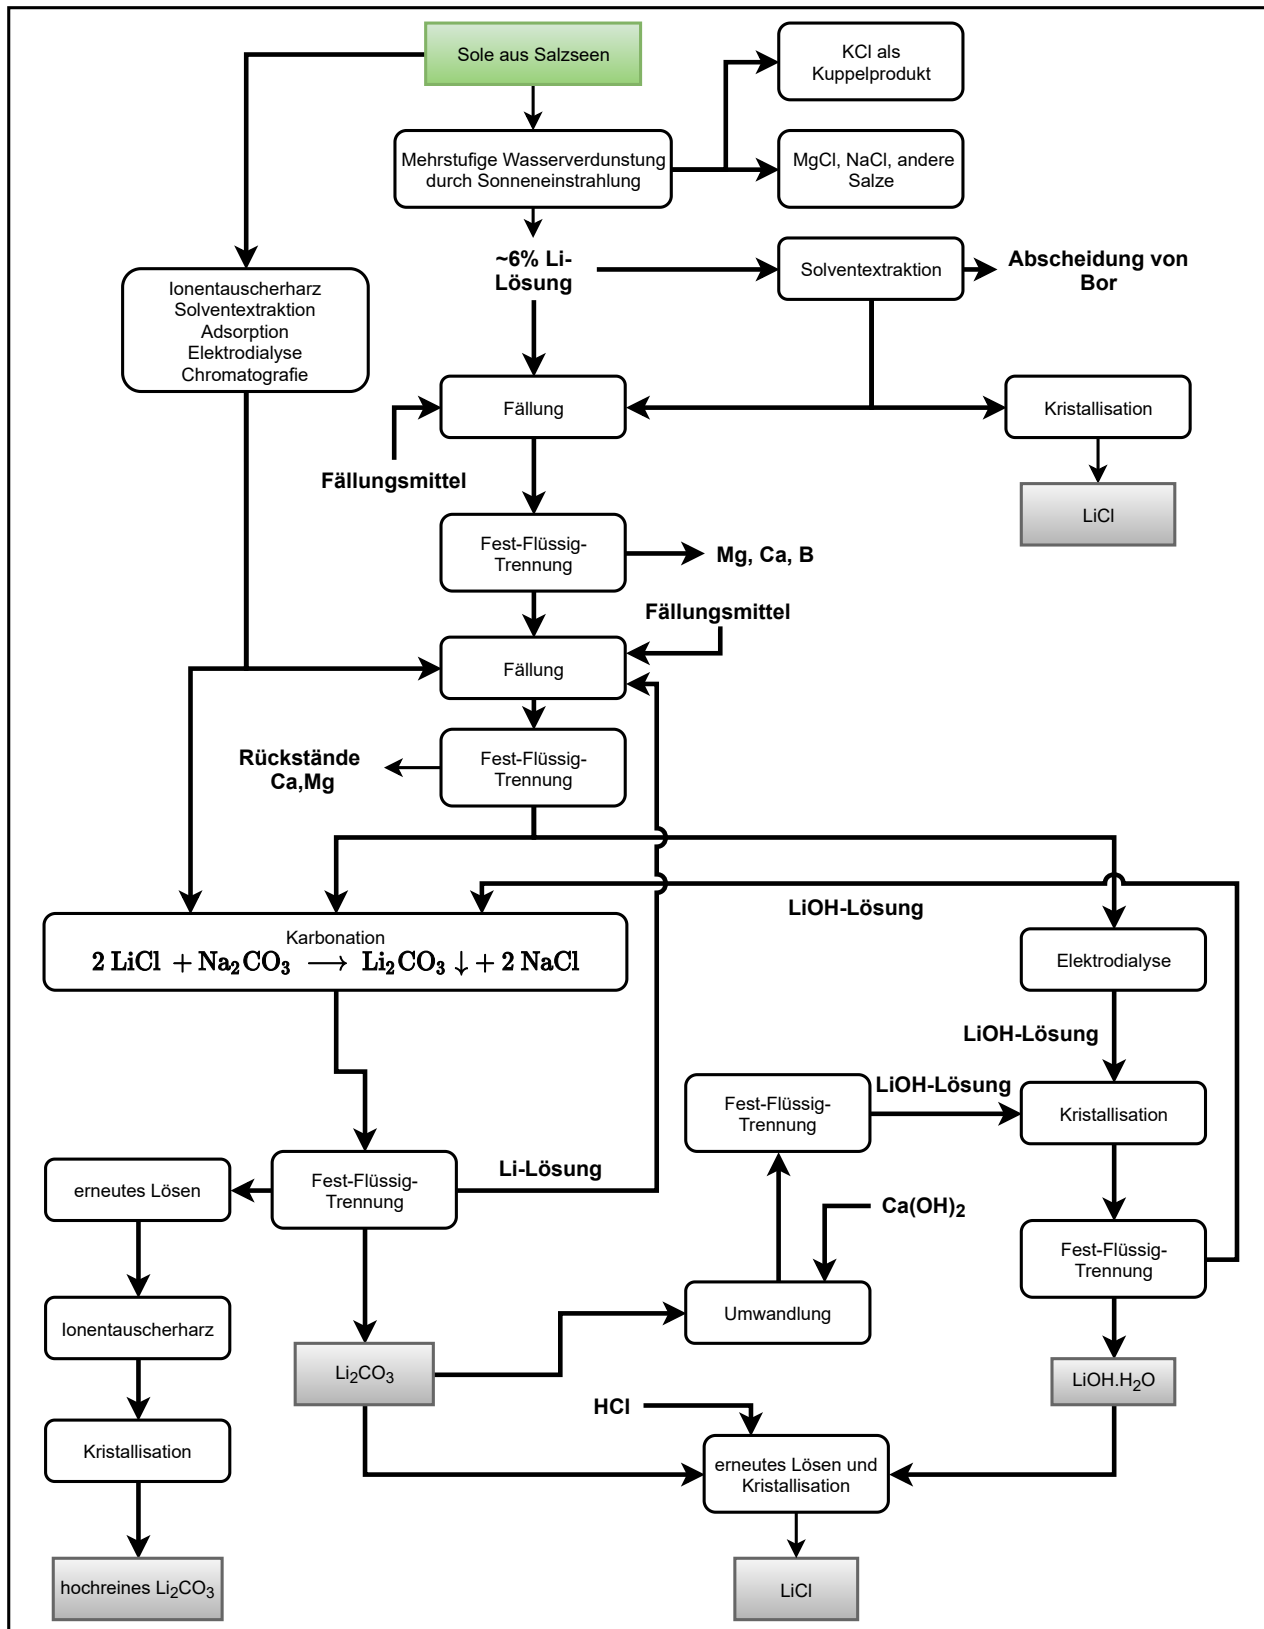 Sole aus Salzseen
KCl als
Kuppelprodukt
Mehrstufige Wasserverdunstung
durch Sonneneinstrahlung
MgCl, NaCl, andere
Salze
~6% Li-
Lösung
Solventextraktion
Abscheidung von
Bor
Ionentauscherharz
Solventextraktion
Adsorption
Elektrodialyse
Chromatografie
Fällung
Kristallisation
Fällungsmittel
LiCl
Fest-Flüssig-
Trennung
Mg, Ca, B
Fällungsmittel
Fällung
Rückstände
Ca,Mg
Fest-Flüssig-
Trennung
LiOH-Lösung
Karbonation
2 LiCl + Na₂CO₃ ⟶ Li₂CO₃ ↓ + 2 NaCl
Elektrodialyse
LiOH-Lösung
Fest-Flüssig-
Trennung
LiOH-Lösung
Kristallisation
erneutes Lösen
Fest-Flüssig-
Trennung
Li-Lösung
Ca(OH)₂
Fest-Flüssig-
Trennung
Ionentauscherharz
Umwandlung
Li₂CO₃
LiOH.H₂O
HCl
Kristallisation
erneutes Lösen und
Kristallisation
hochreines Li₂CO₃
LiCl